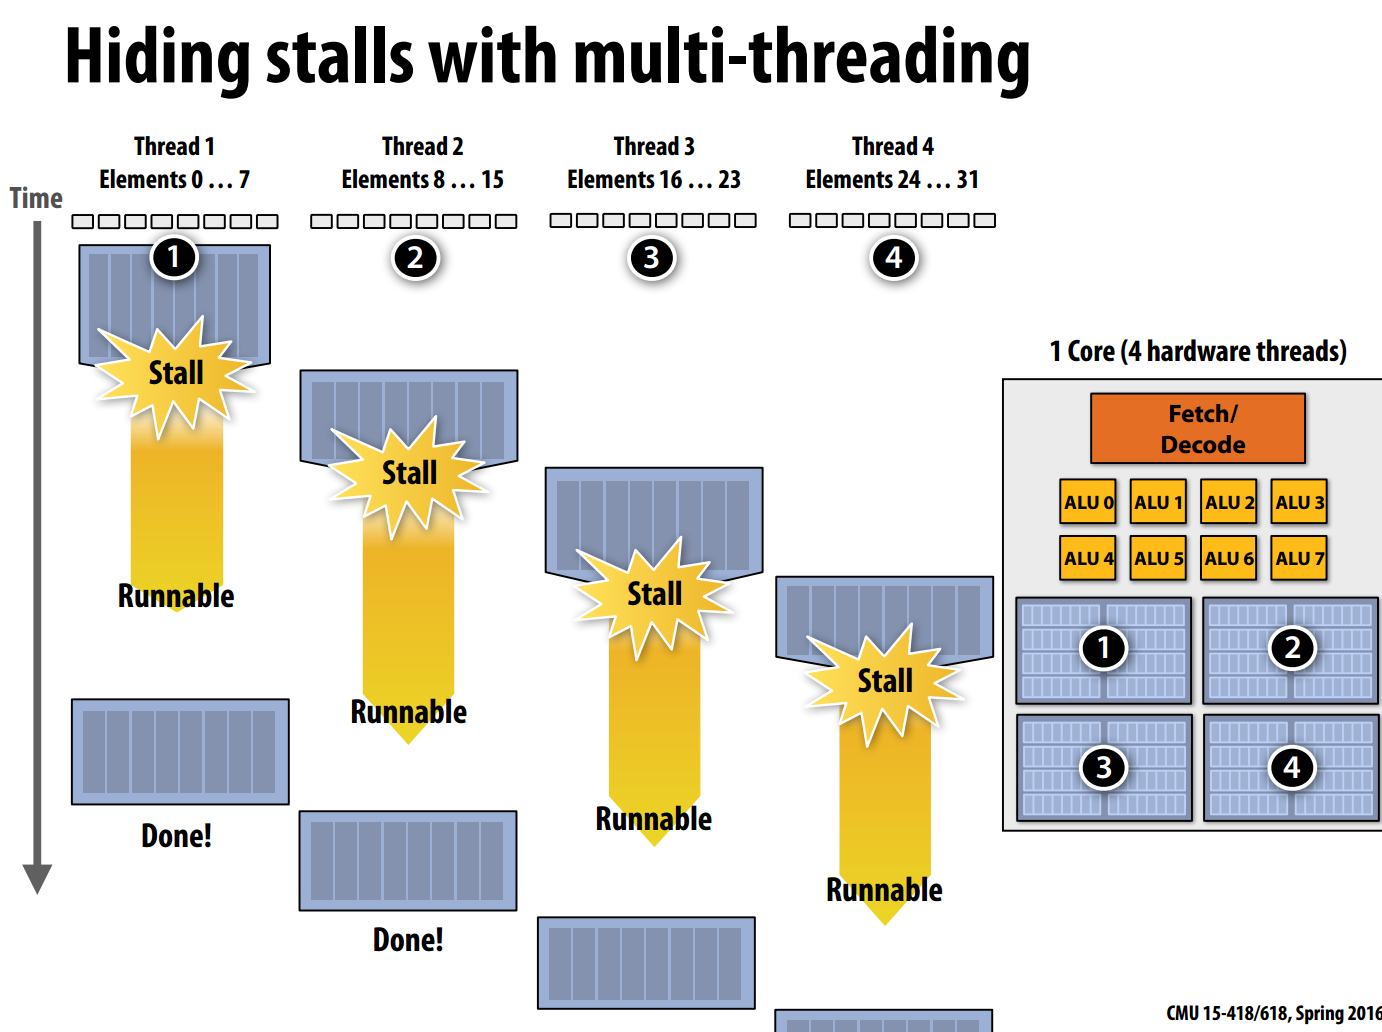 Hiding stalls with multi-threading
Thread 1
Elements 0 … 7
Thread 2
Elements 8 … 15
Thread 3
Elements 16 … 23
Thread 4
Elements 24 … 31
Time
1
2
3
4
Stall
Stall
Stall
Stall
Runnable
Runnable
Runnable
Runnable
Done!
Done!
1 Core (4 hardware threads)
Fetch/
Decode
ALU 0 ALU 1 ALU 2 ALU 3
ALU 4 ALU 5 ALU 6 ALU 7
1 2
3 4
CMU 15-418/618, Spring 2016